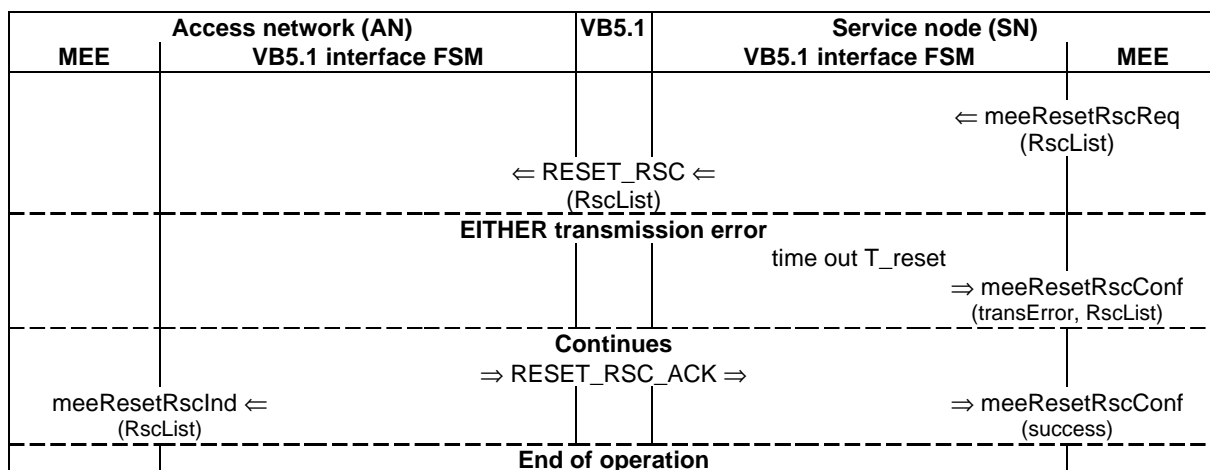 Access network (AN) VB5.1 Service node (SN)
MEE VB5.1 interface FSM VB5.1 interface FSM MEE
⇐ meeResetRscReq
(RscList)
⇐ RESET_RSC ⇐
(RscList)
EITHER transmission error
time out T_reset
⇒ meeResetRscConf
(transError, RscList)
Continues
⇒ RESET_RSC_ACK ⇒
meeResetRscInd ⇐ ⇒ meeResetRscConf
(RscList) (success)
End of operation